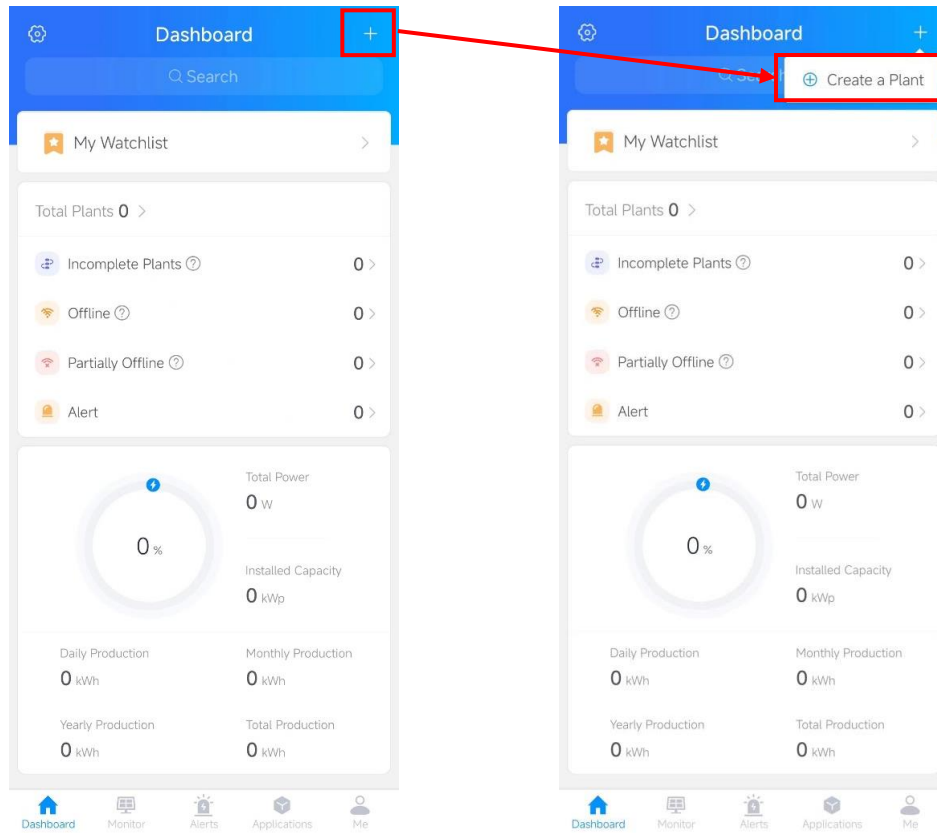 Dashboard
Search
My Watchlist
Total Plants 0
Incomplete Plants ? 0
Offline ? 0
Partially Offline ? 0
Alert 0
Total Power
0 W
0 %
Installed Capacity
0 kWp
Daily Production
0 kWh
Monthly Production
0 kWh
Yearly Production
0 kWh
Total Production
0 kWh
Dashboard Monitor Alerts Applications Me
Dashboard
Create a Plant
My Watchlist
Total Plants 0
Incomplete Plants ? 0
Offline ? 0
Partially Offline ? 0
Alert 0
Total Power
0 W
0 %
Installed Capacity
0 kWp
Daily Production
0 kWh
Monthly Production
0 kWh
Yearly Production
0 kWh
Total Production
0 kWh
Dashboard Monitor Alerts Applications Me